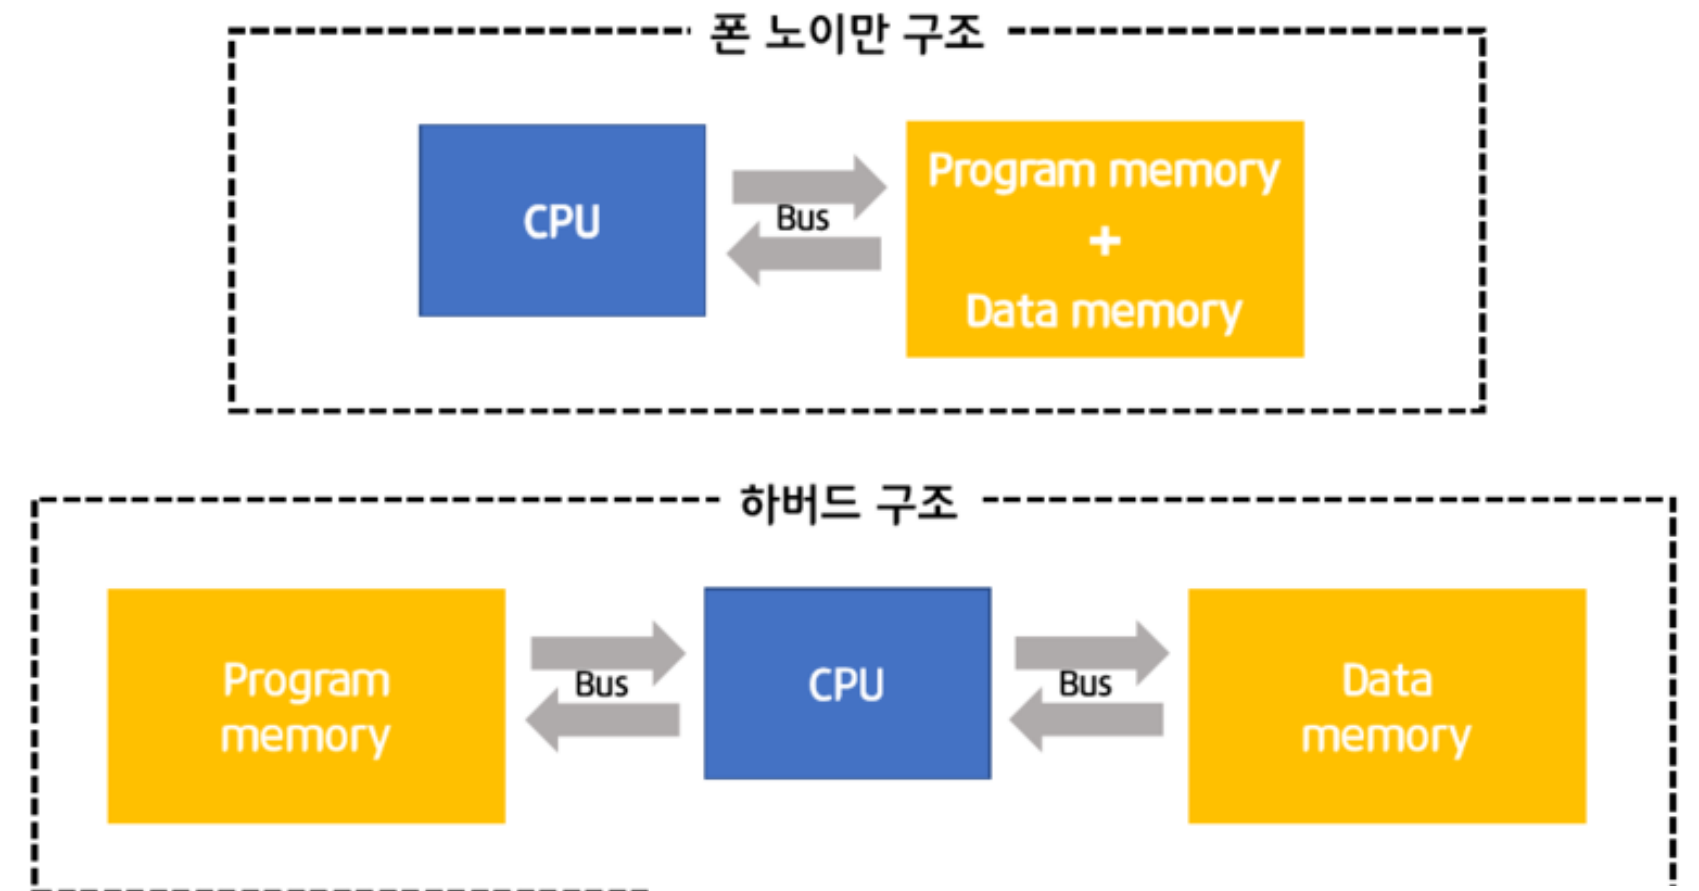 폰 노이만 구조
CPU
Bus
Program memory
+
Data memory
하버드 구조
Program
memory
Bus
CPU
Bus
Data
memory